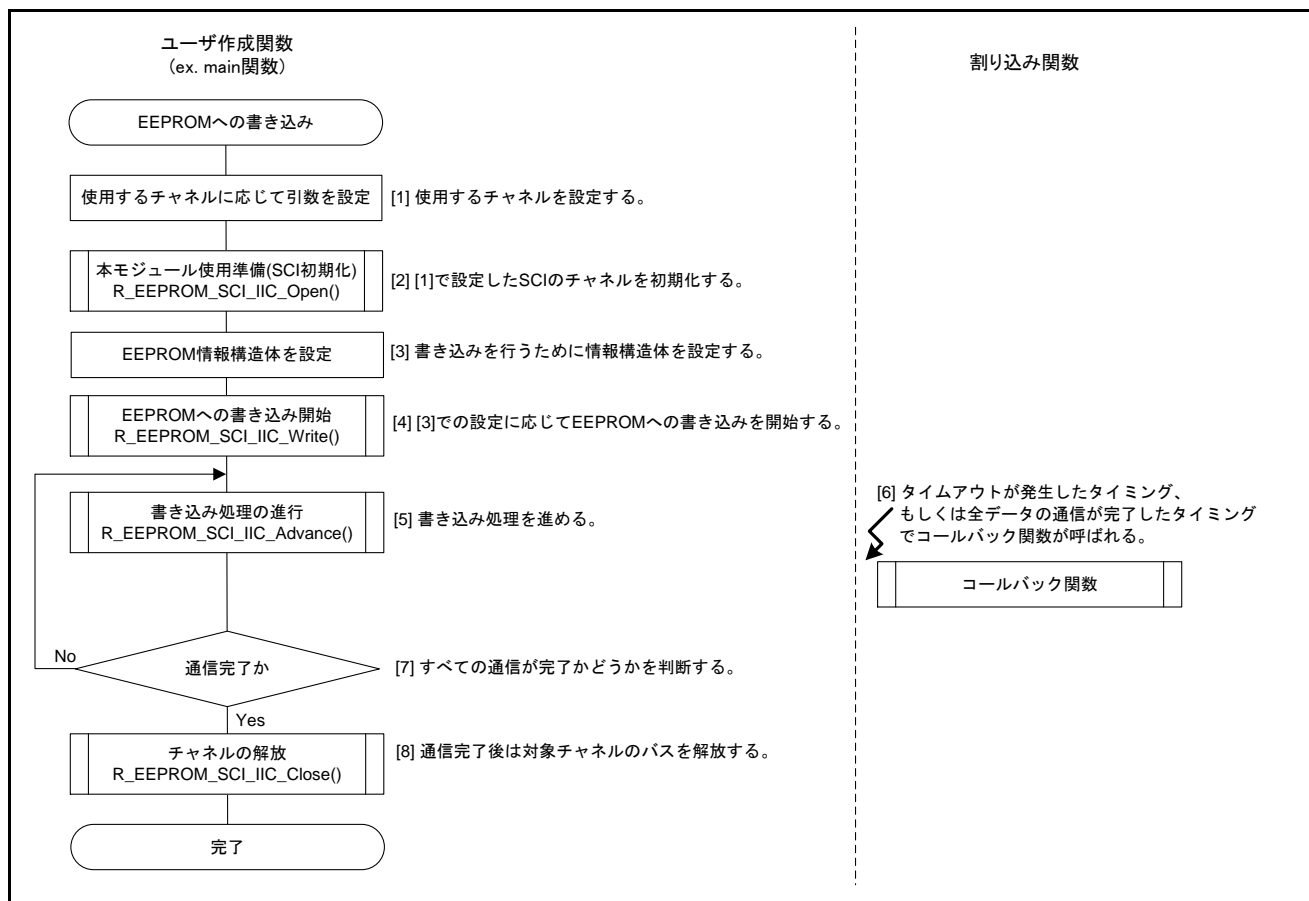 ユーザ作成関数
(ex. main関数)
割り込み関数
EEPROMへの書き込み
使用するチャネルに応じて引数を設定
[1] 使用するチャネルを設定する。
本モジュール使用準備(SCI初期化)
R_EEPROM_SCI_IIC_Open()
[2] [1]で設定したSCIのチャネルを初期化する。
EEPROM情報構造体を設定
[3] 書き込みを行うために情報構造体を設定する。
EEPROMへの書き込み開始
R_EEPROM_SCI_IIC_Write()
[4] [3]での設定に応じてEEPROMへの書き込みを開始する。
書き込み処理の進行
R_EEPROM_SCI_IIC_Advance()
[5] 書き込み処理を進める。
[6] タイムアウトが発生したタイミング、
もしくは全データの通信が完了したタイミング
でコールバック関数が呼ばれる。
コールバック関数
No
通信完了か
[7] すべての通信が完了かどうかを判断する。
Yes
チャネルの解放
R_EEPROM_SCI_IIC_Close()
[8] 通信完了後は対象チャネルのバスを解放する。
完了